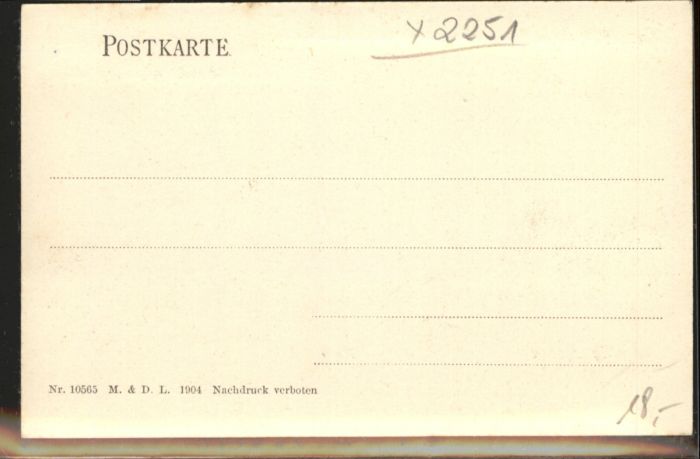 POSTKARTE
x 2251
Nr. 10565 M. & D. L. 1904 Nachdruck verboten
18,-